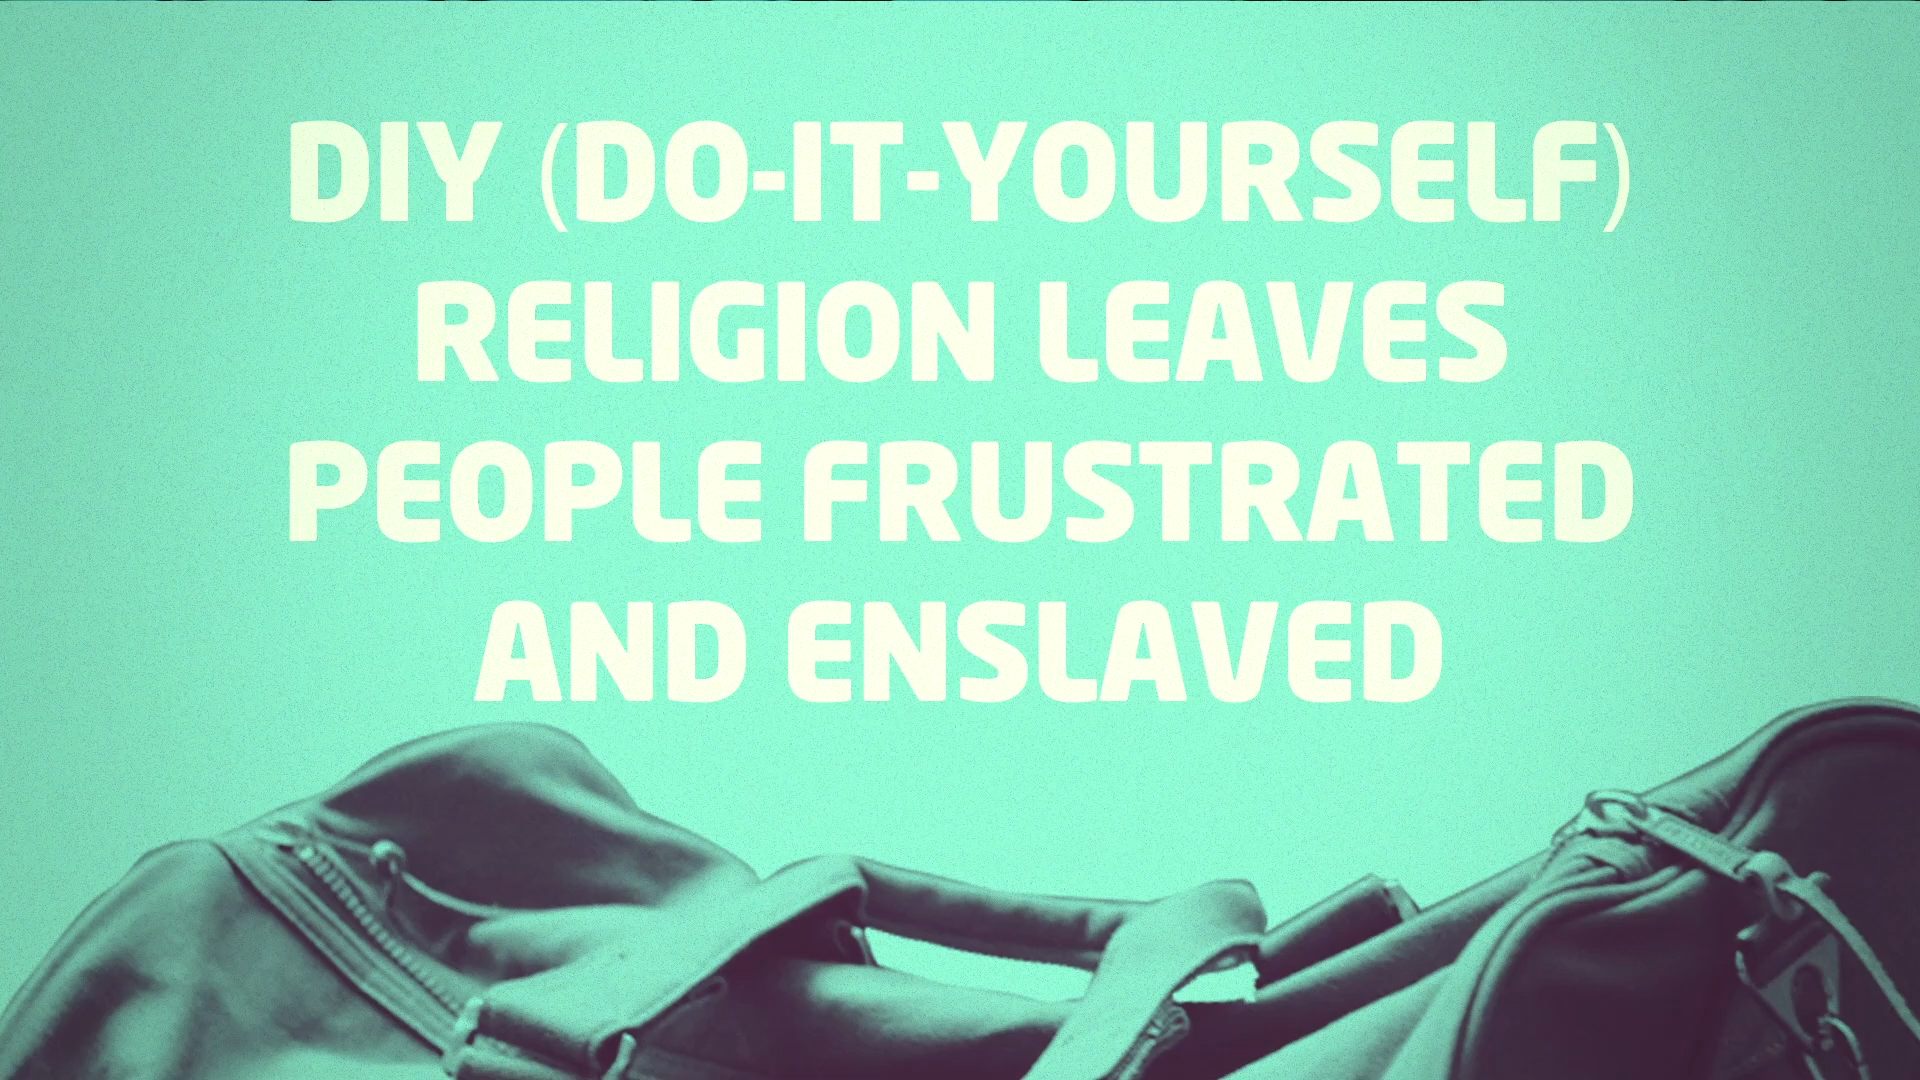 DIY (DO-IT-YOURSELF)
RELIGION LEAVES
PEOPLE FRUSTRATED
AND ENSLAVED